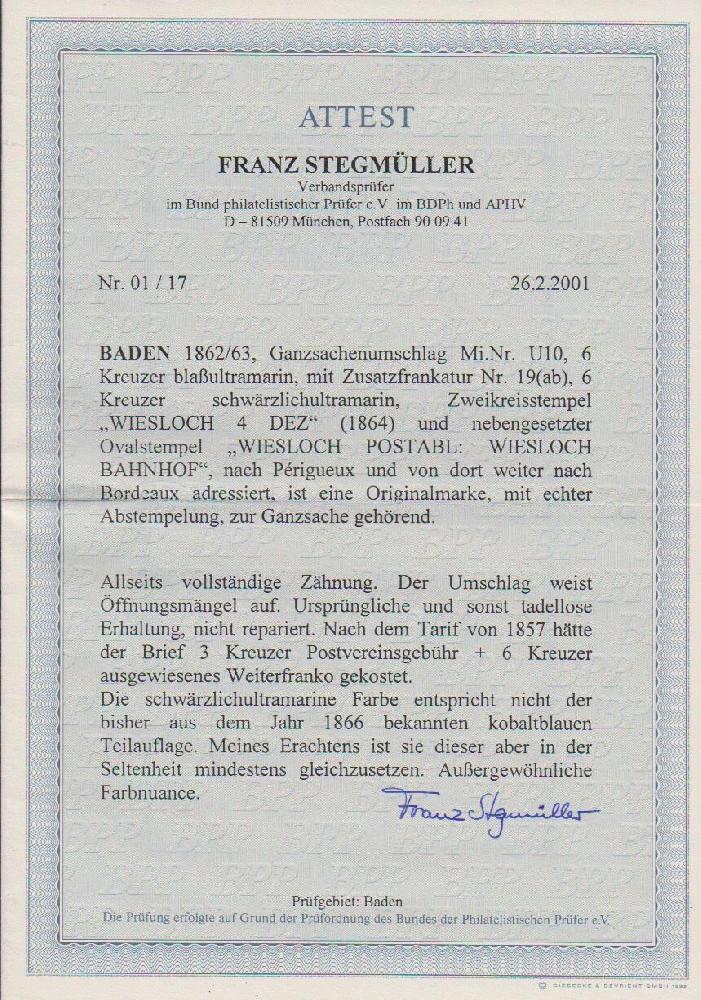 ATTEST
FRANZ STEGMÜLLER
Verbandsprüfer
im Bund philatelistischer Prüfer e.V im BDPh und APHV
D – 81509 München, Postfach 90 09 41
Nr. 01 / 17 26.2.2001
BADEN 1862/63, Ganzsachenumschlag Mi.Nr. U10, 6
Kreuzer blaßultramarin, mit Zusatzfrankatur Nr. 19(ab), 6
Kreuzer schwärzlichultramarin, Zweikreisstempel
„WIESLOCH 4 DEZ“ (1864) und nebengesetzter
Ovalstempel „WIESLOCH POSTABL: WIESLOCH
BAHNHOF“, nach Périgueux und von dort weiter nach
Bordeaux adressiert, ist eine Originalmarke, mit echter
Abstempelung, zur Ganzsache gehörend.
Allseits vollständige Zähnung. Der Umschlag weist
Öffnungsmängel auf. Ursprüngliche und sonst tadellose
Erhaltung, nicht repariert. Nach dem Tarif von 1857 hätte
der Brief 3 Kreuzer Postvereinsgebühr + 6 Kreuzer
ausgewiesenes Weiterfranko gekostet.
Die schwärzlichultramarine Farbe entspricht nicht der
bisher aus dem Jahr 1866 bekannten kobaltblauen
Teilauflage. Meines Erachtens ist sie dieser aber in der
Seltenheit mindestens gleichzusetzen. Außergewöhnliche
Farbnuance.
Franz Stegmüller
Prüfgebiet: Baden
Die Prüfung erfolgte auf Grund der Prüfordnung des Bundes der Philatelistischen Prüfer e.V.
GIESECKE & DEVRIENT GMBH